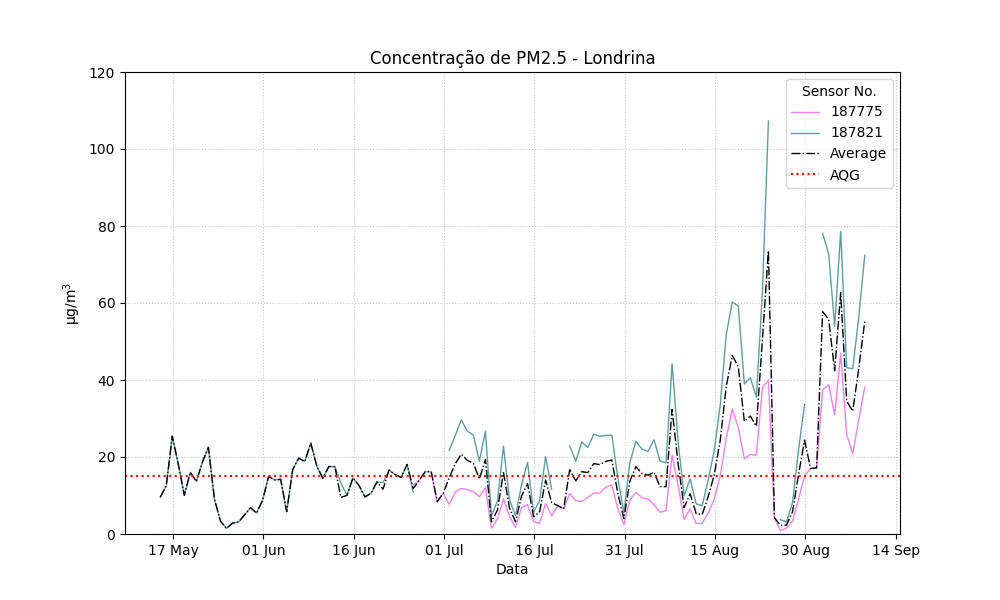 Concentração de PM2.5 - Londrina
120
100
80
60
40
20
0
µg/m³
Sensor No.
187775
187821
Average
AQG
17 May
01 Jun
16 Jun
01 Jul
16 Jul
31 Jul
15 Aug
30 Aug
14 Sep
Data